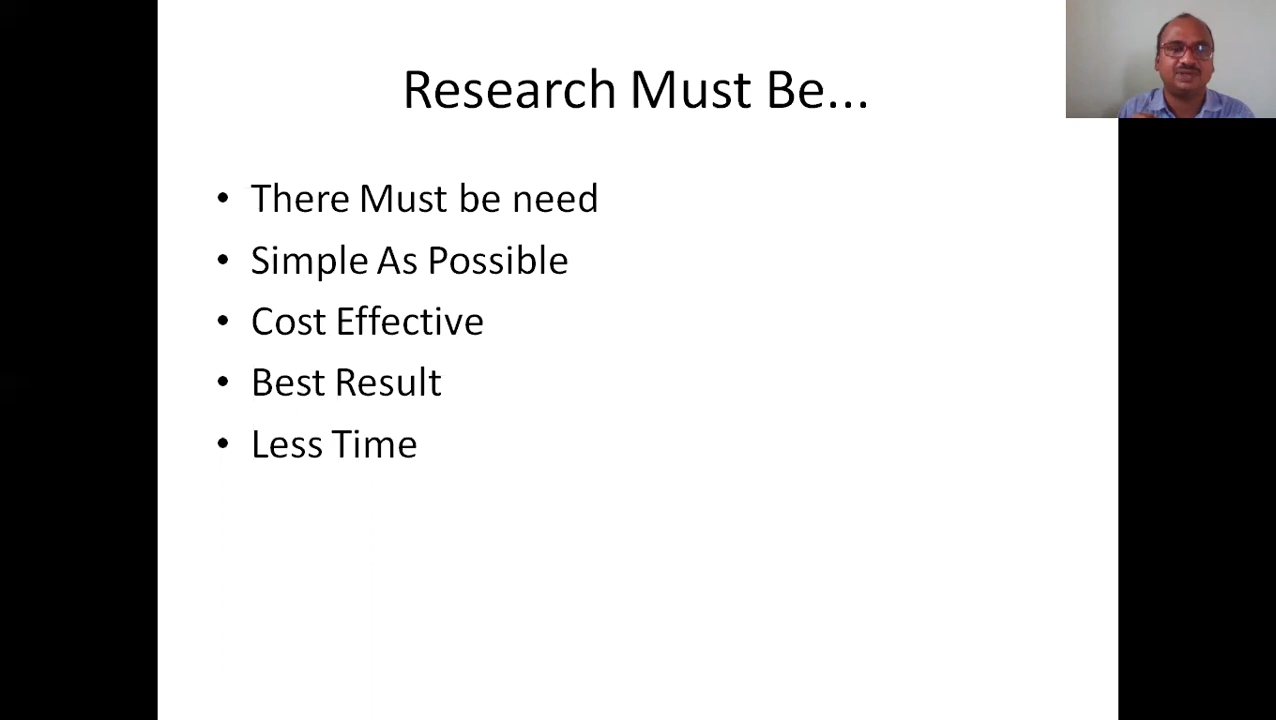 Research Must Be...
• There Must be need
• Simple As Possible
• Cost Effective
• Best Result
• Less Time